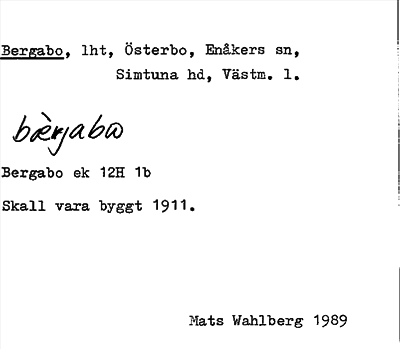 Bergabo, lht, Österbo, Enåkers sn,
Simtuna hd, Västm. l.
bærjabω
Bergabo ek 12H 1b
Skall vara byggt 1911.
Mats Wahlberg 1989